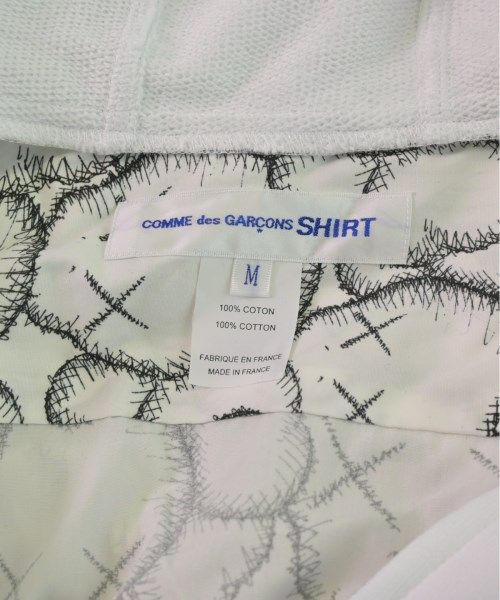 COMME des GARÇONS SHIRT
M
100% COTON
100% COTTON
FABRIQUE EN FRANCE
MADE IN FRANCE